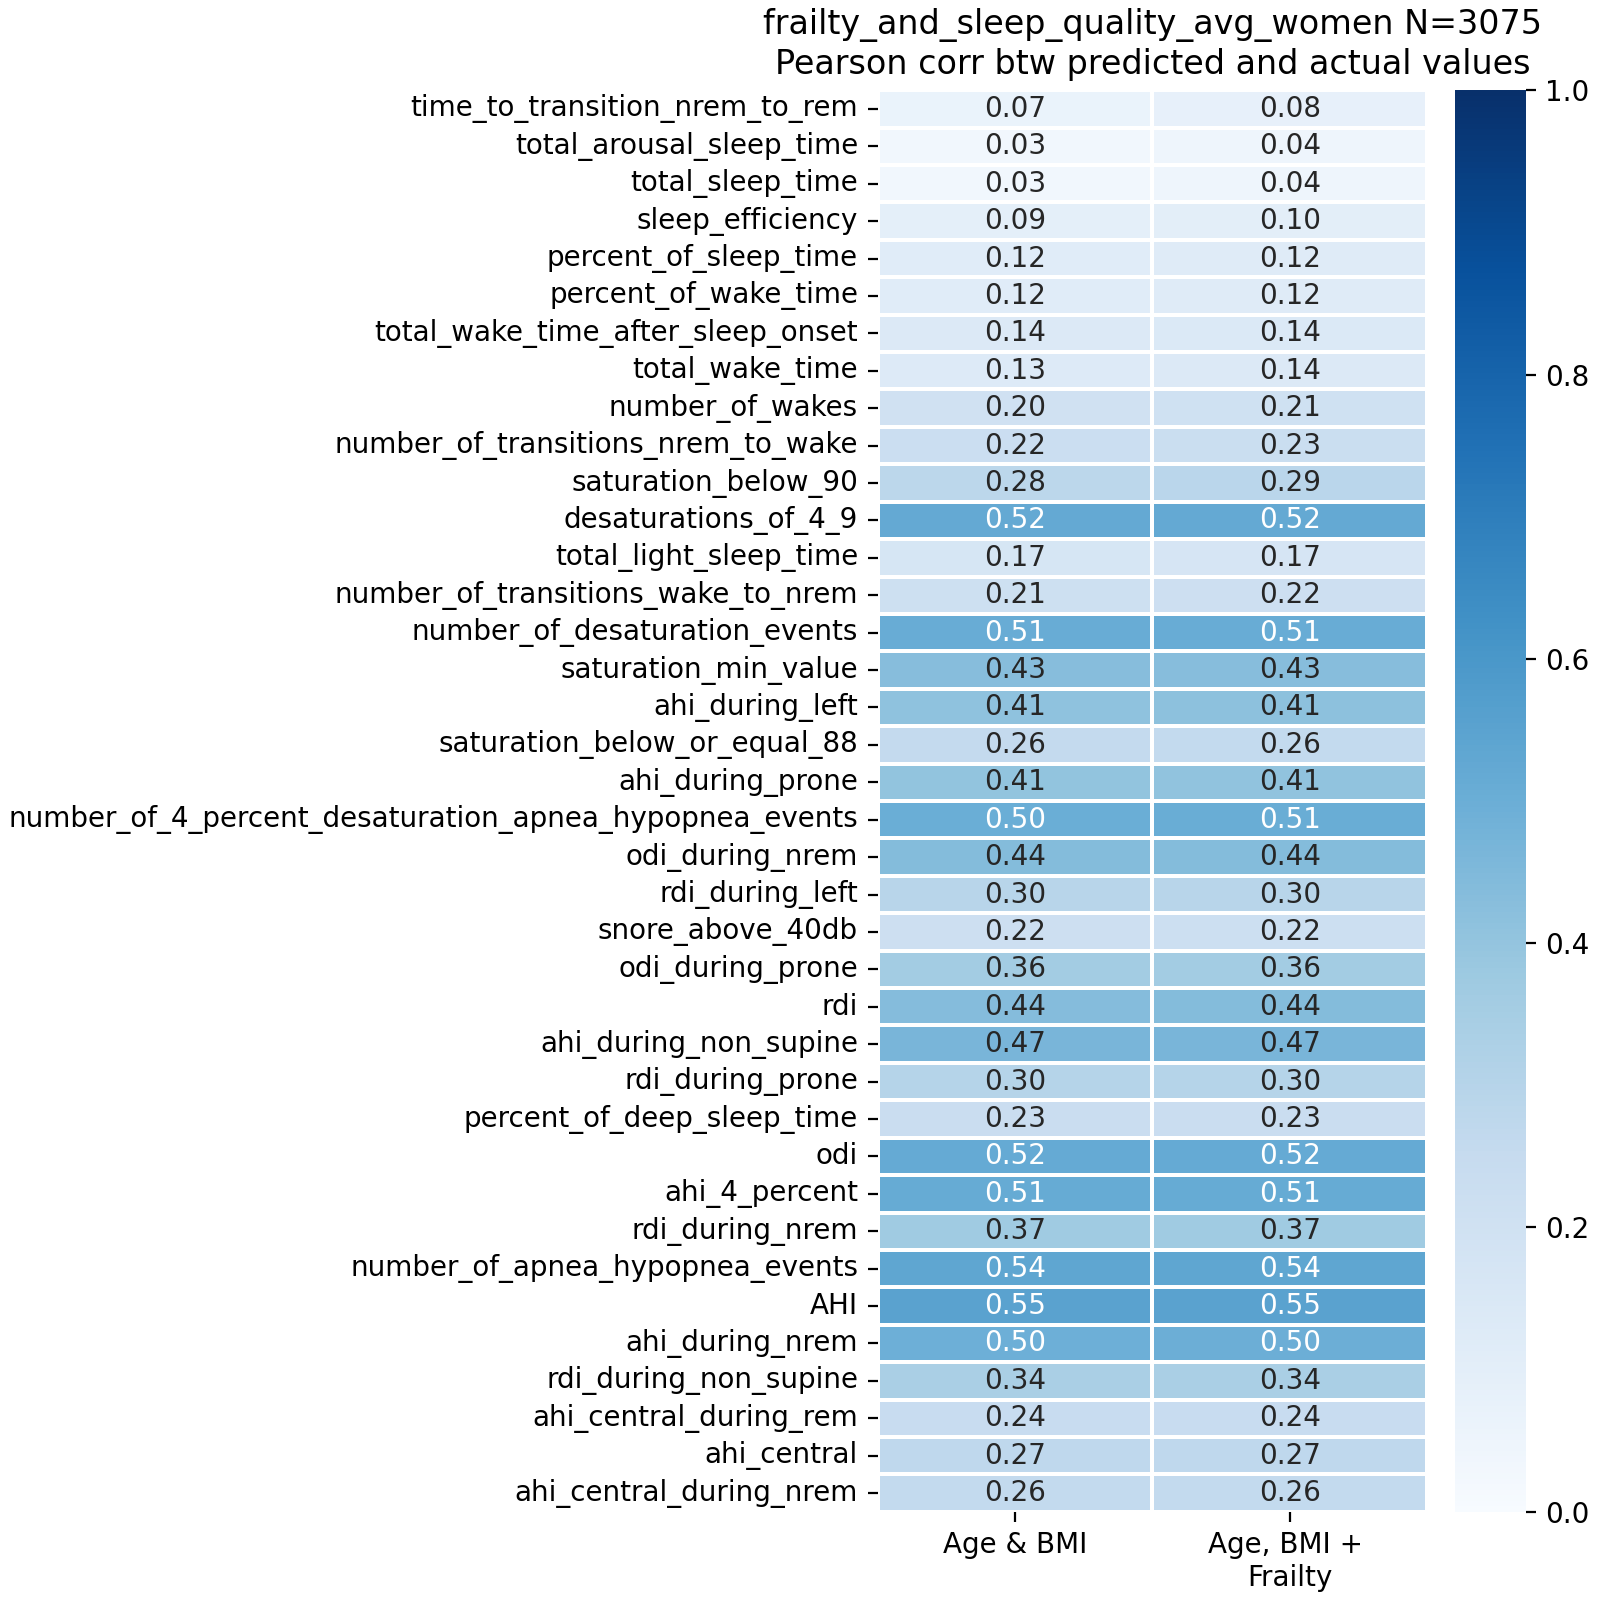 frailty_and_sleep_quality_avg_women N=3075
Pearson corr btw predicted and actual values
time_to_transition_nrem_to_rem 0.07 0.08
total_arousal_sleep_time 0.03 0.04
total_sleep_time 0.03 0.04
sleep_efficiency 0.09 0.10
percent_of_sleep_time 0.12 0.12
percent_of_wake_time 0.12 0.12
total_wake_time_after_sleep_onset 0.14 0.14
total_wake_time 0.13 0.14
number_of_wakes 0.20 0.21
number_of_transitions_nrem_to_wake 0.22 0.23
saturation_below_90 0.28 0.29
desaturations_of_4_9 0.52 0.52
total_light_sleep_time 0.17 0.17
number_of_transitions_wake_to_nrem 0.21 0.22
number_of_desaturation_events 0.51 0.51
saturation_min_value 0.43 0.43
ahi_during_left 0.41 0.41
saturation_below_or_equal_88 0.26 0.26
ahi_during_prone 0.41 0.41
number_of_4_percent_desaturation_apnea_hypopnea_events 0.50 0.51
odi_during_nrem 0.44 0.44
rdi_during_left 0.30 0.30
snore_above_40db 0.22 0.22
odi_during_prone 0.36 0.36
rdi 0.44 0.44
ahi_during_non_supine 0.47 0.47
rdi_during_prone 0.30 0.30
percent_of_deep_sleep_time 0.23 0.23
odi 0.52 0.52
ahi_4_percent 0.51 0.51
rdi_during_nrem 0.37 0.37
number_of_apnea_hypopnea_events 0.54 0.54
AHI 0.55 0.55
ahi_during_nrem 0.50 0.50
rdi_during_non_supine 0.34 0.34
ahi_central_during_rem 0.24 0.24
ahi_central 0.27 0.27
ahi_central_during_nrem 0.26 0.26
Age & BMI
Age, BMI +
Frailty
1.0
0.8
0.6
0.4
0.2
0.0